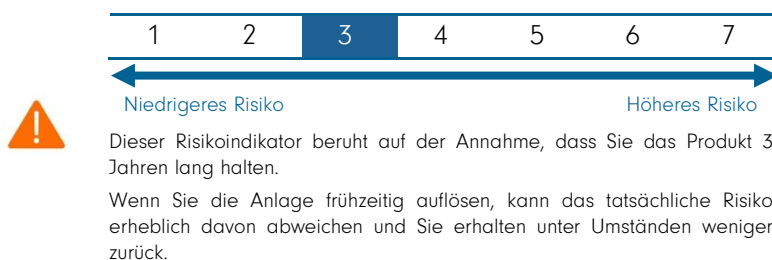 1 2 3 4 5 6 7
Niedrigeres Risiko Höheres Risiko
Dieser Risikoindikator beruht auf der Annahme, dass Sie das Produkt 3
Jahren lang halten.
Wenn Sie die Anlage frühzeitig auflösen, kann das tatsächliche Risiko
erheblich davon abweichen und Sie erhalten unter Umständen weniger
zurück.